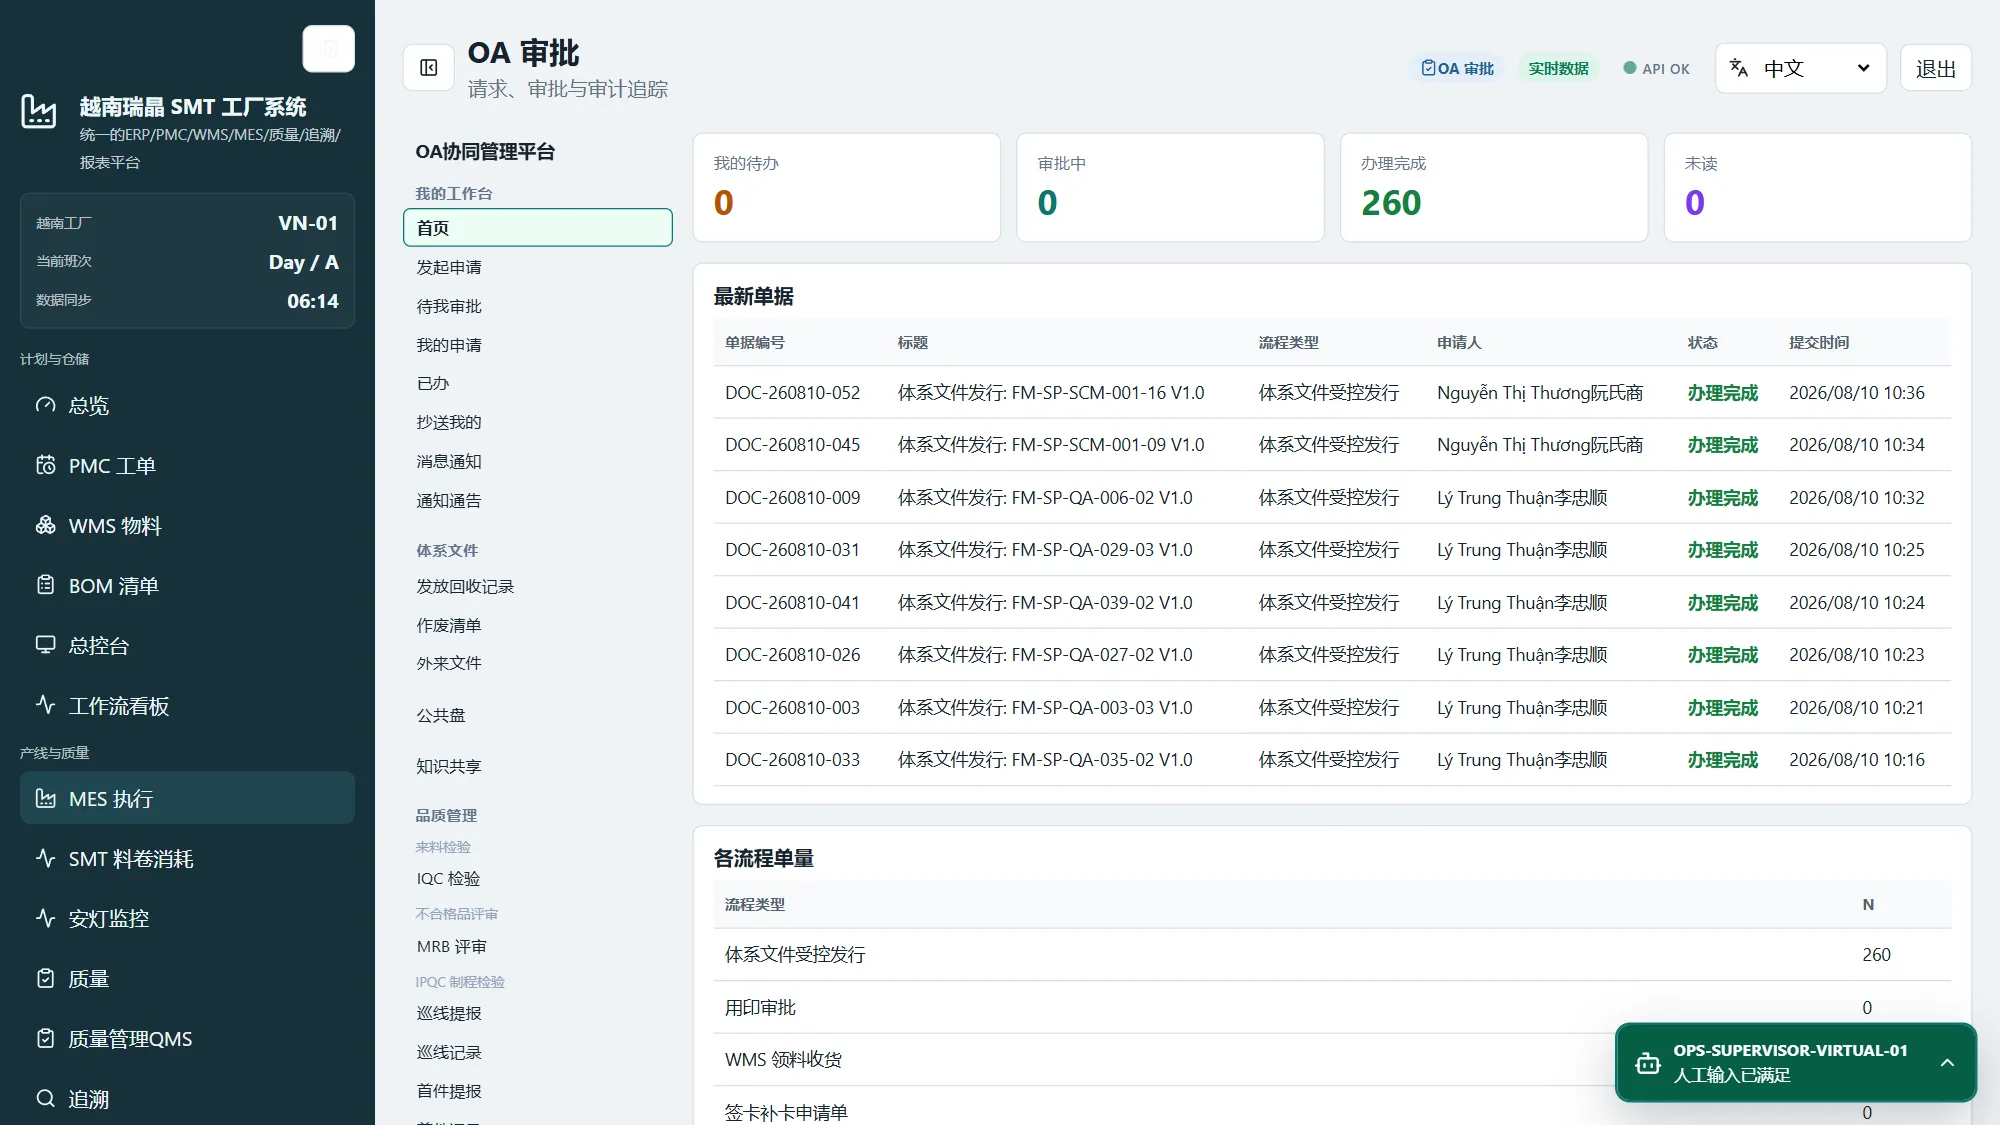 越南瑞晶 SMT 工厂系统
统一的ERP/PMC/WMS/MES/质量/追溯/
报表平台
越南工厂 VN-01
当前班次 Day / A
数据同步 06:14
计划与仓储
总览
PMC 工单
WMS 物料
BOM 清单
总控台
工作流看板
产线与质量
MES 执行
SMT 料卷消耗
安灯监控
质量
质量管理QMS
追溯
OA 审批
请求、审批与审计追踪
OA 审批
实时数据
API OK
中文
退出
OA协同管理平台
我的工作台
首页
发起申请
待我审批
我的申请
已办
抄送我的
消息通知
通知通告
体系文件
发放回收记录
作废清单
外来文件
公共盘
知识共享
品质管理
来料检验
IQC 检验
不合格品评审
MRB 评审
IPQC 制程检验
巡线提报
巡线记录
首件提报
我的待办
0
审批中
0
办理完成
260
未读
0
最新单据
单据编号 标题 流程类型 申请人 状态 提交时间
DOC-260810-052 体系文件发行: FM-SP-SCM-001-16 V1.0 体系文件受控发行 Nguyễn Thị Thương阮氏商 办理完成 2026/08/10 10:36
DOC-260810-045 体系文件发行: FM-SP-SCM-001-09 V1.0 体系文件受控发行 Nguyễn Thị Thương阮氏商 办理完成 2026/08/10 10:34
DOC-260810-009 体系文件发行: FM-SP-QA-006-02 V1.0 体系文件受控发行 Lý Trung Thuận李忠顺 办理完成 2026/08/10 10:32
DOC-260810-031 体系文件发行: FM-SP-QA-029-03 V1.0 体系文件受控发行 Lý Trung Thuận李忠顺 办理完成 2026/08/10 10:25
DOC-260810-041 体系文件发行: FM-SP-QA-039-02 V1.0 体系文件受控发行 Lý Trung Thuận李忠顺 办理完成 2026/08/10 10:24
DOC-260810-026 体系文件发行: FM-SP-QA-027-02 V1.0 体系文件受控发行 Lý Trung Thuận李忠顺 办理完成 2026/08/10 10:23
DOC-260810-003 体系文件发行: FM-SP-QA-003-03 V1.0 体系文件受控发行 Lý Trung Thuận李忠顺 办理完成 2026/08/10 10:21
DOC-260810-033 体系文件发行: FM-SP-QA-035-02 V1.0 体系文件受控发行 Lý Trung Thuận李忠顺 办理完成 2026/08/10 10:16
各流程单量
流程类型 N
体系文件受控发行 260
用印审批 0
WMS 领料收货
签卡补卡申请单 0
OPS-SUPERVISOR-VIRTUAL-01
人工输入已满足